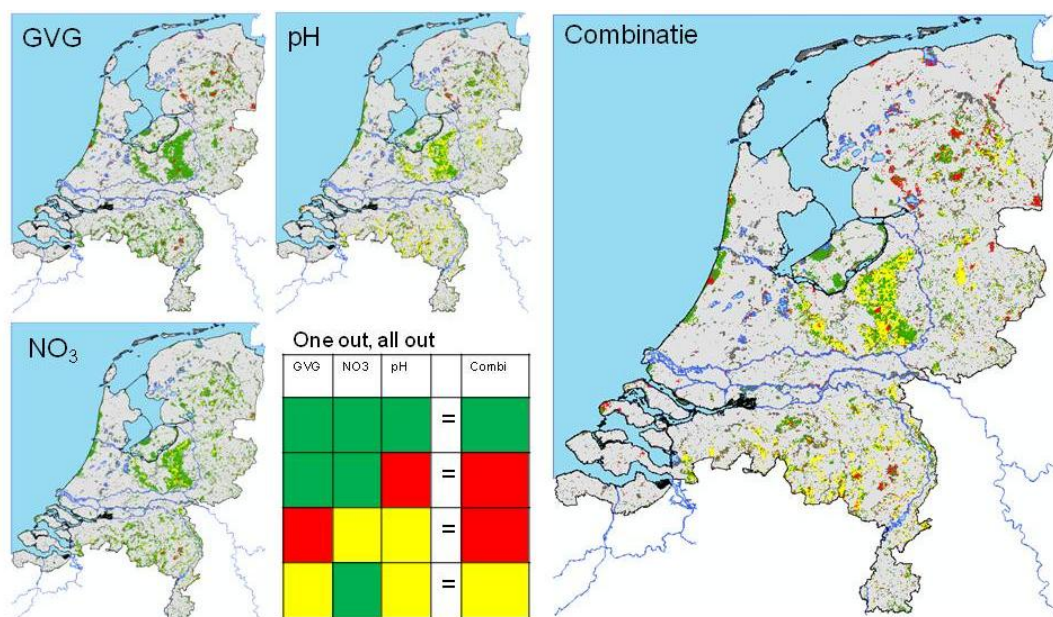 GVG
pH
Combinatie
NO₃
One out, all out
GVG NO3 pH Combi
=
=
=
=